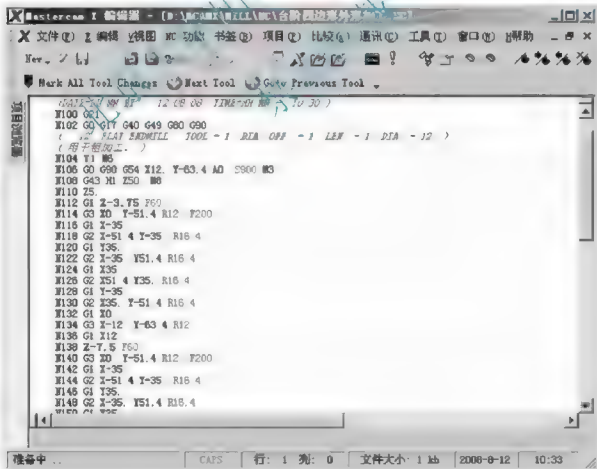 Mastercam X 编辑器 - [D:\MCAMX\MILL\NC\台阶
文件(F) 编辑 视图 NC 功能 书签(B) 项目(P) 比较(G) 通讯(C) 工具(T) 窗口(W) 帮助
New
Mark All Tool Changes Next Tool Goto Previous Tool
N100 G21
N102 G0 G17 G40 G49 G80 G90
( 12 FLAT ENDMILL TOOL - 1 DIA OFF - 1 LEN - 1 DIA - 12 )
( 用于粗加工. )
N104 T1 M6
N106 G0 G90 G54 X12. Y-63.4 A0 S900 M3
N108 G43 H1 Z50 M8
N110 Z5.
N112 G1 Z-3.75 F60
N114 G3 X0 Y-51.4 R12 F200
N116 G1 X-35
N118 G2 X-51 4 Y-35 R16 4
N120 G1 Y35.
N122 G2 X-35 Y51.4 R16-4
N124 G1 X35
N126 G2 X51 4 Y35. R16-4
N128 G1 Y-35
N130 G2 X35. Y-51.4 R16-4
N132 G1 X0
N134 G3 X-12 Y-63 4 R12
N136 G1 X12
N138 Z-7.5 F60
N140 G3 X0 Y-51.4 R12 F200
N142 G1 X-35
N144 G2 X-51 4 Y-35 R16 4
N146 G1 Y35.
N148 G2 X-35. Y51.4 R16.4
准备中 ..
CAPS 行: 1 列: 0 文件大小: 1 kb 2008-8-12 10:33